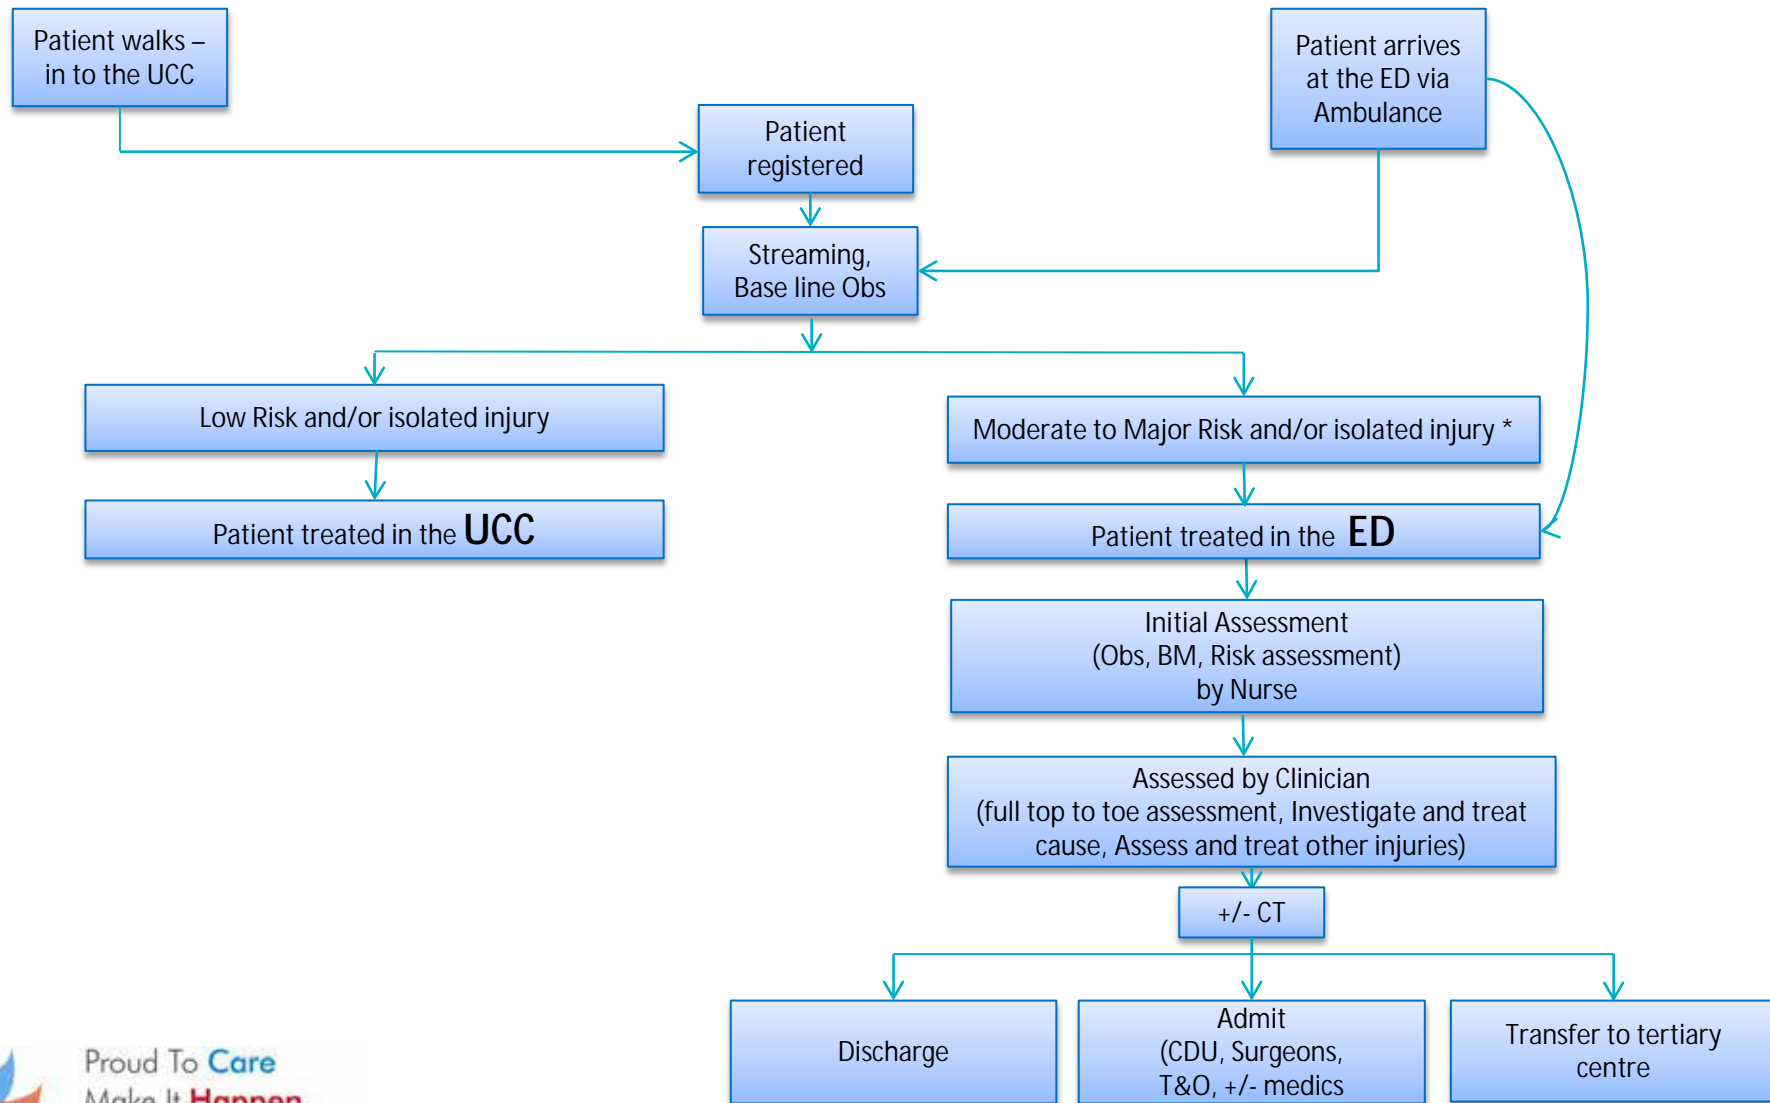 Patient walks –
in to the UCC
Patient arrives
at the ED via
Ambulance
Patient
registered
Streaming,
Base line Obs
Low Risk and/or isolated injury
Moderate to Major Risk and/or isolated injury *
Patient treated in the UCC
Patient treated in the ED
Initial Assessment
(Obs, BM, Risk assessment)
by Nurse
Assessed by Clinician
(full top to toe assessment, Investigate and treat
cause, Assess and treat other injuries)
+/- CT
Discharge
Admit
(CDU, Surgeons,
T&O, +/- medics
Transfer to tertiary
centre
Proud To Care
Make It Happen